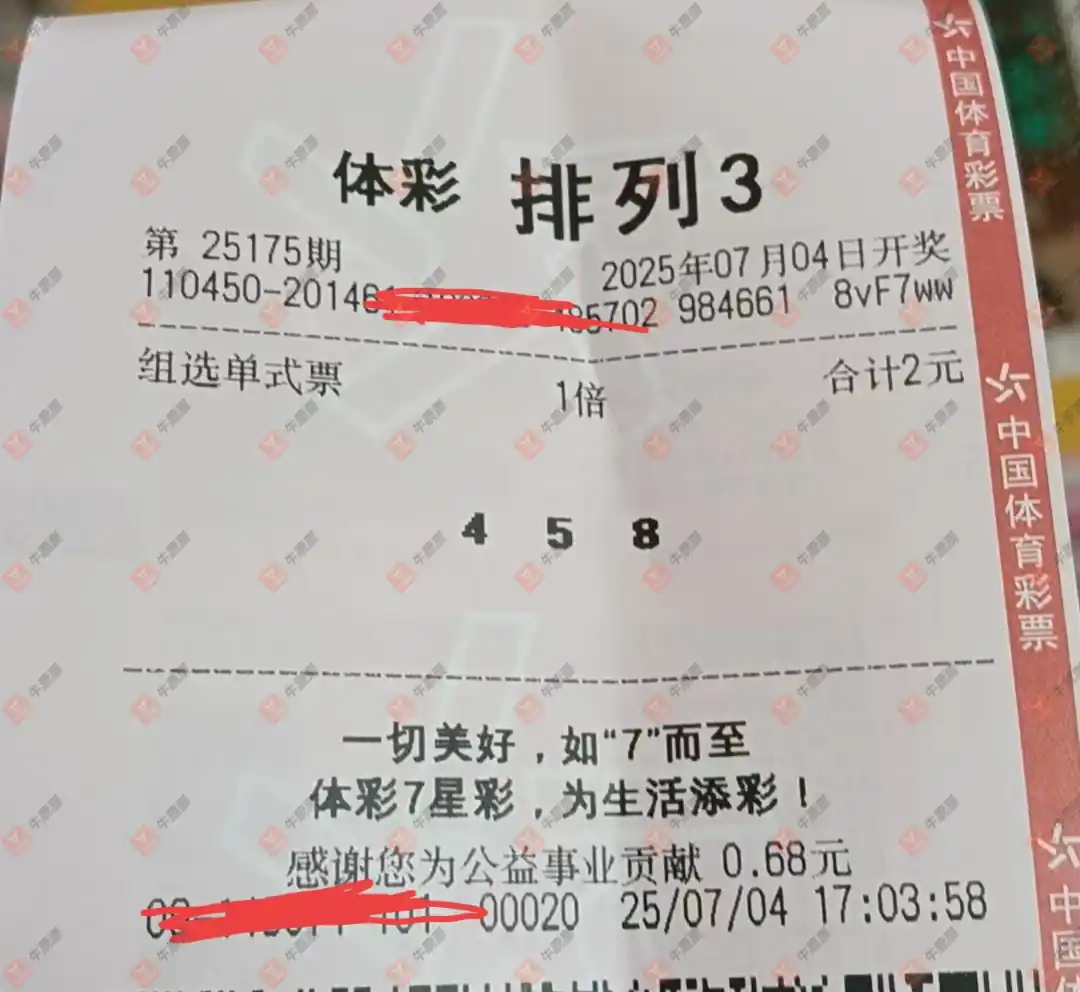 体彩 排列3
第 25175期
2025年07月04日开奖
110450-20146 985702 984661 8vF7ww
组选单式票 1倍 合计2元
4 5 8
一切美好，如“7”而至
体彩7星彩，为生活添彩！
感谢您为公益事业贡献 0.68元
00020 25/07/04 17:03:58
中国体育彩票
中国体育彩票
中国体